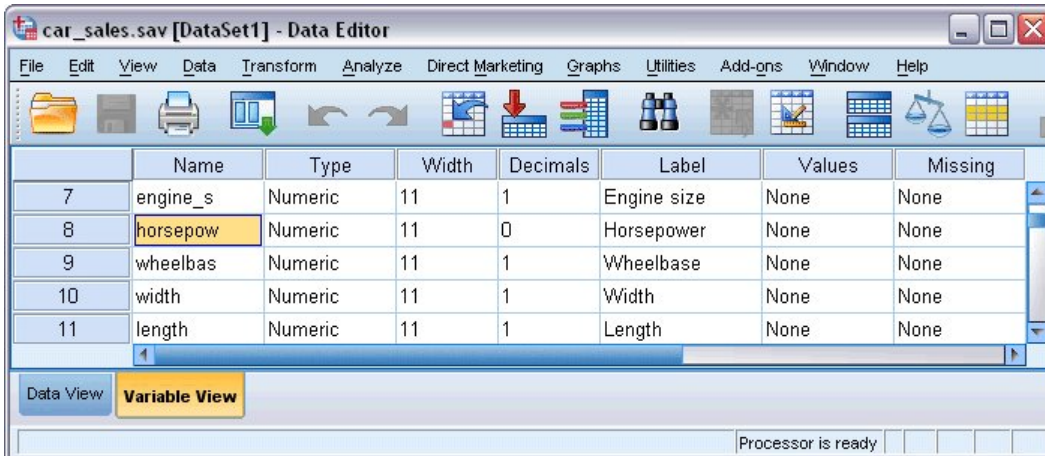 car_sales.sav [DataSet1] - Data Editor
File Edit View Data Transform Analyze Direct Marketing Graphs Utilities Add-ons Window Help
Name Type Width Decimals Label Values Missing
7 engine_s Numeric 11 1 Engine size None None
8 horsepow Numeric 11 0 Horsepower None None
9 wheelbas Numeric 11 1 Wheelbase None None
10 width Numeric 11 1 Width None None
11 length Numeric 11 1 Length None None
Data View Variable View
Processor is ready